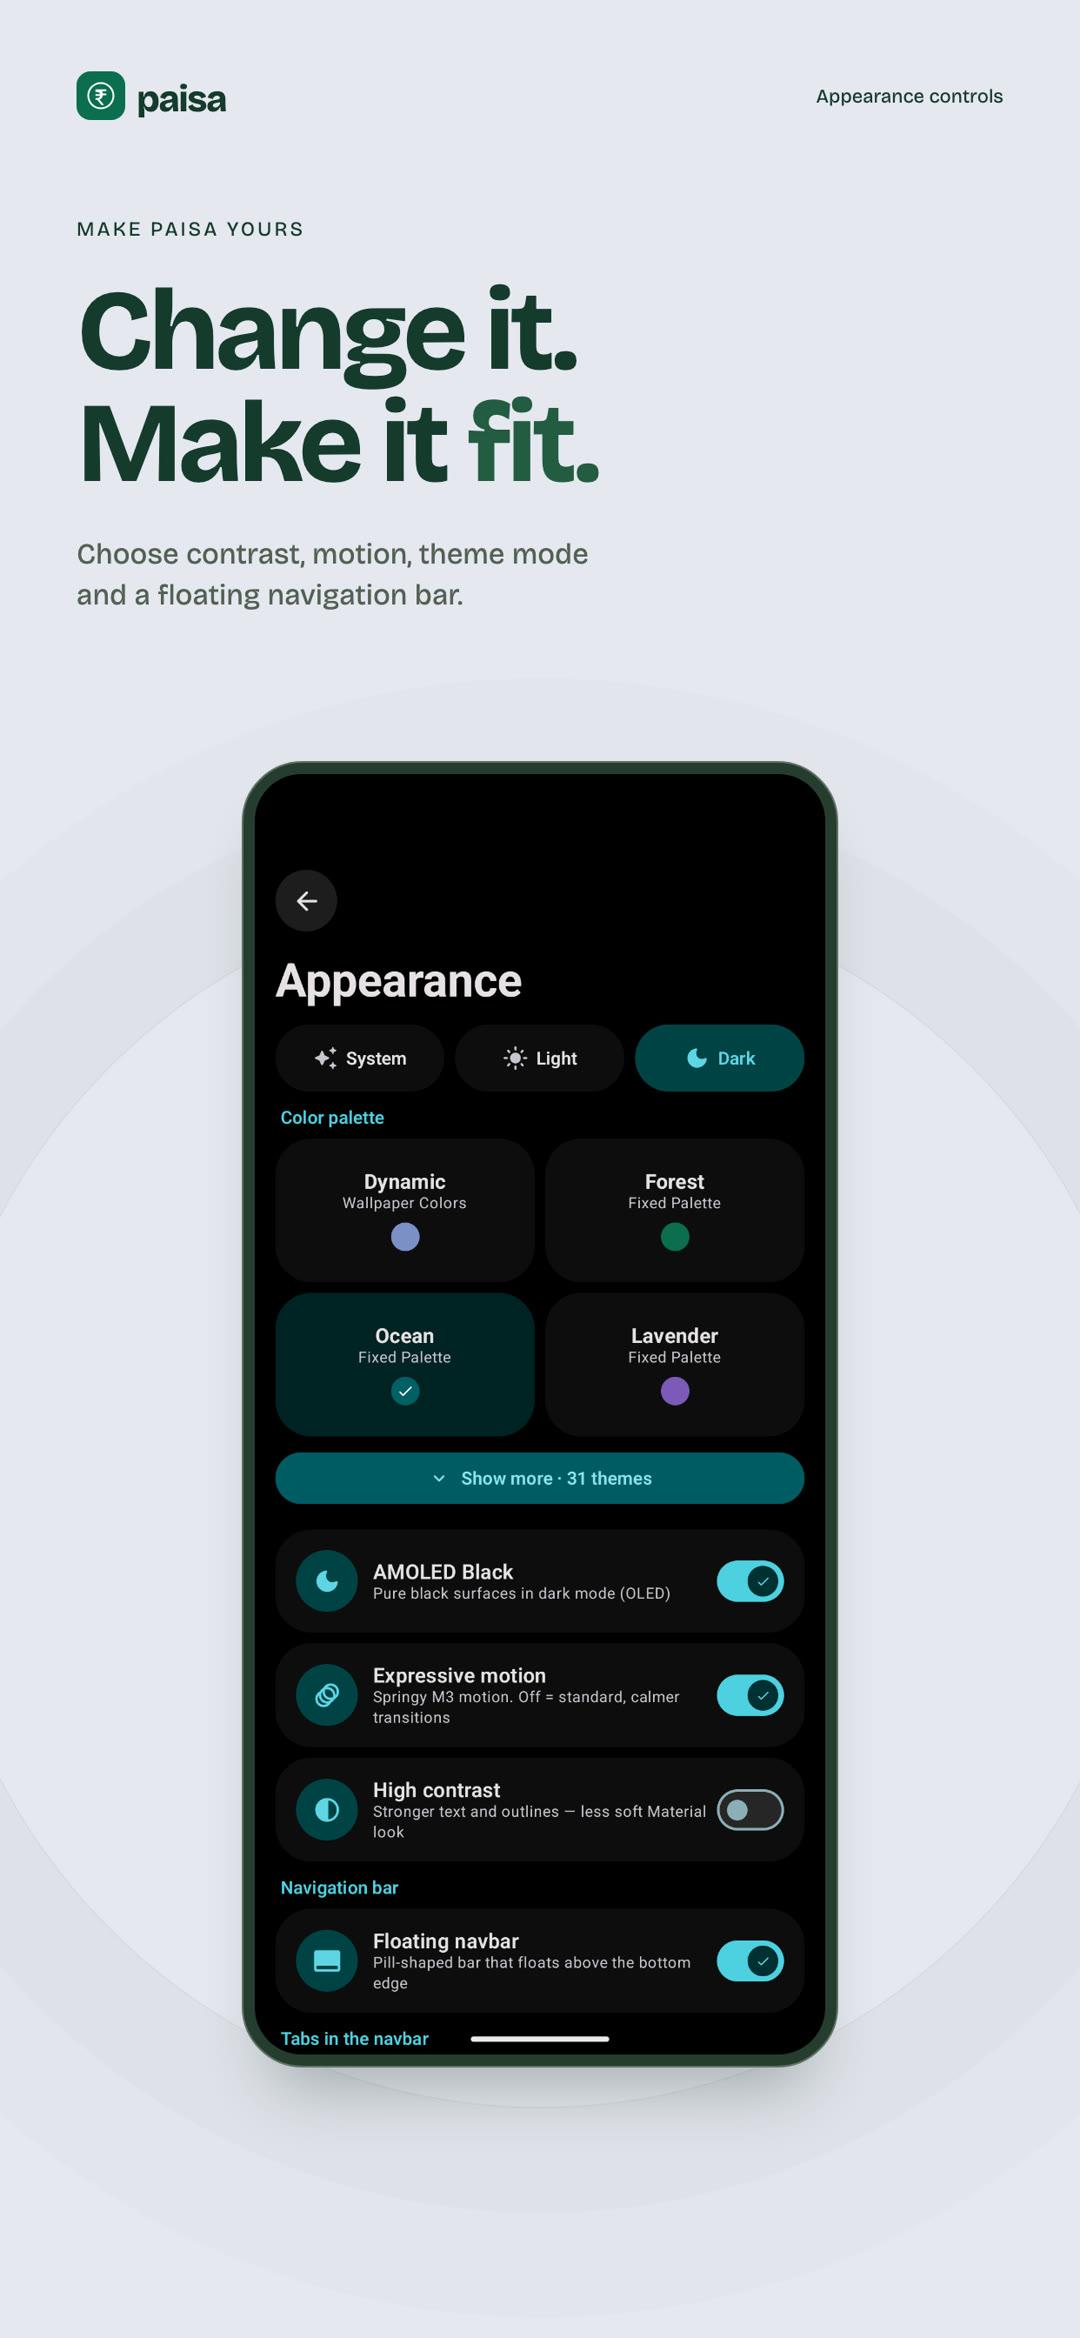 paisa
Appearance controls
MAKE PAISA YOURS
Change it.
Make it fit.
Choose contrast, motion, theme mode
and a floating navigation bar.
Appearance
System
Light
Dark
Color palette
Dynamic
Wallpaper Colors
Forest
Fixed Palette
Ocean
Fixed Palette
Lavender
Fixed Palette
Show more · 31 themes
AMOLED Black
Pure black surfaces in dark mode (OLED)
Expressive motion
Springy M3 motion. Off = standard, calmer
transitions
High contrast
Stronger text and outlines — less soft Material
look
Navigation bar
Floating navbar
Pill-shaped bar that floats above the bottom
edge
Tabs in the navbar